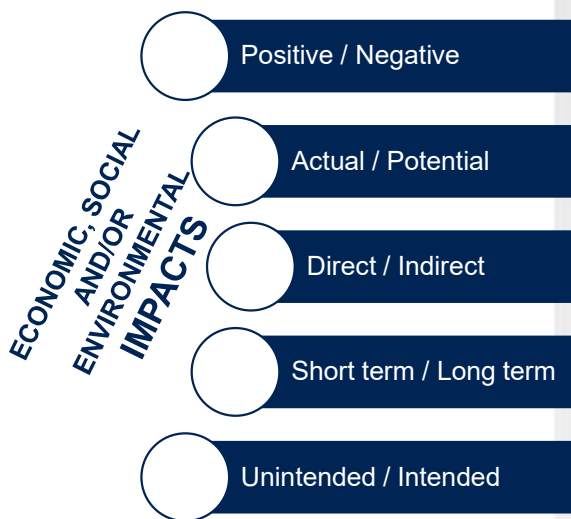 ECONOMIC, SOCIAL
AND/OR
ENVIRONMENTAL
IMPACTS
Positive / Negative
Actual / Potential
Direct / Indirect
Short term / Long term
Unintended / Intended